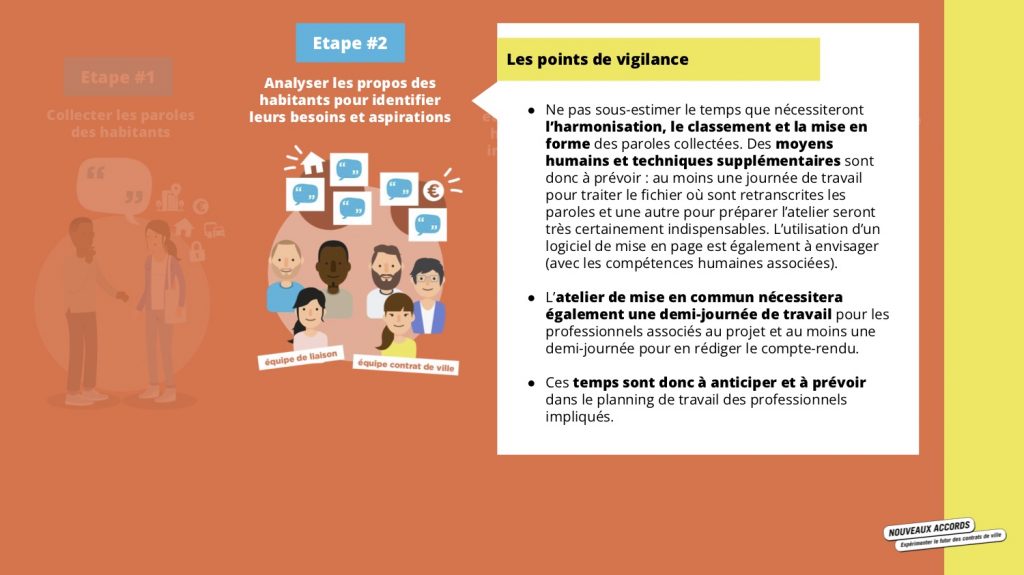 Etape #1
Collecter les paroles
des habitants
Etape #2
Analyser les propos des
habitants pour identifier
leurs besoins et aspirations
équipe de liaison
équipe contrat de ville
Les points de vigilance
● Ne pas sous-estimer le temps que nécessiteront
l’harmonisation, le classement et la mise en
forme des paroles collectées. Des moyens
humains et techniques supplémentaires sont
donc à prévoir : au moins une journée de travail
pour traiter le fichier où sont retranscrites les
paroles et une autre pour préparer l’atelier seront
très certainement indispensables. L’utilisation d’un
logiciel de mise en page est également à envisager
(avec les compétences humaines associées).
● L’atelier de mise en commun nécessitera
également une demi-journée de travail pour les
professionnels associés au projet et au moins une
demi-journée pour en rédiger le compte-rendu.
● Ces temps sont donc à anticiper et à prévoir
dans le planning de travail des professionnels
impliqués.
NOUVEAUX ACCORDS
Expérimenter le futur des contrats de ville